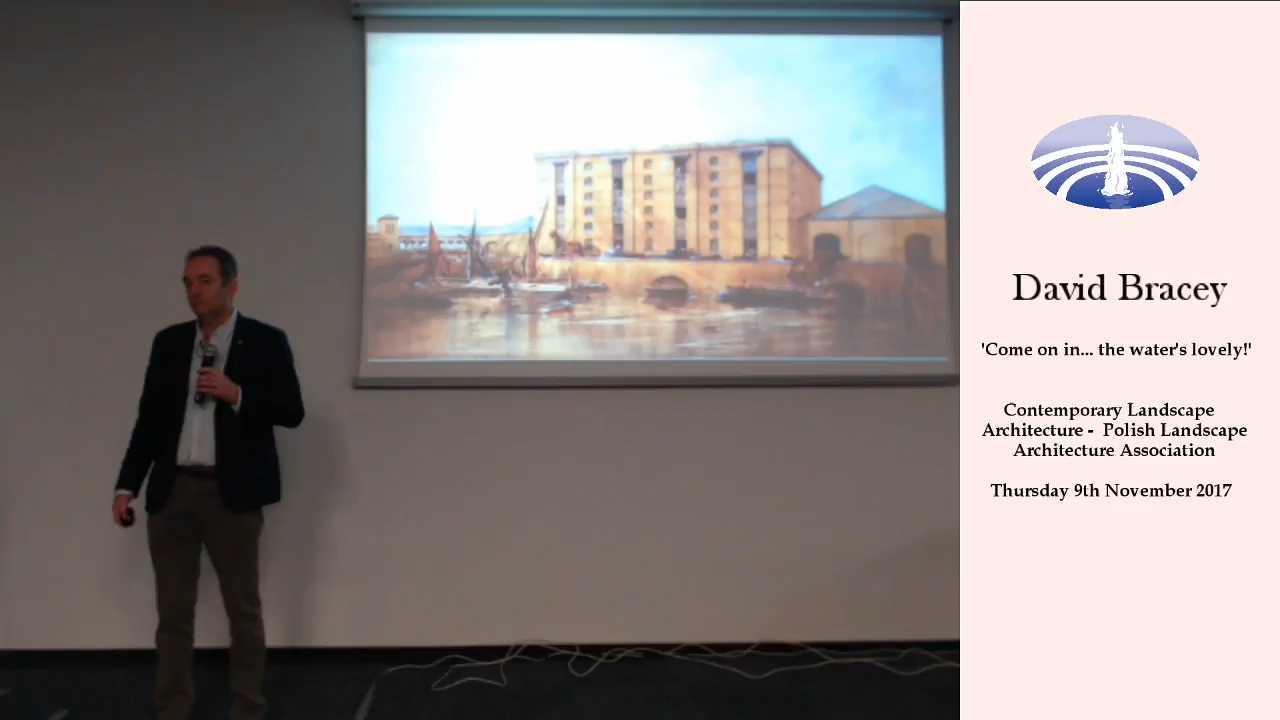 David Bracey
'Come on in... the water's lovely!'
Contemporary Landscape
Architecture - Polish Landscape
Architecture Association
Thursday 9th November 2017